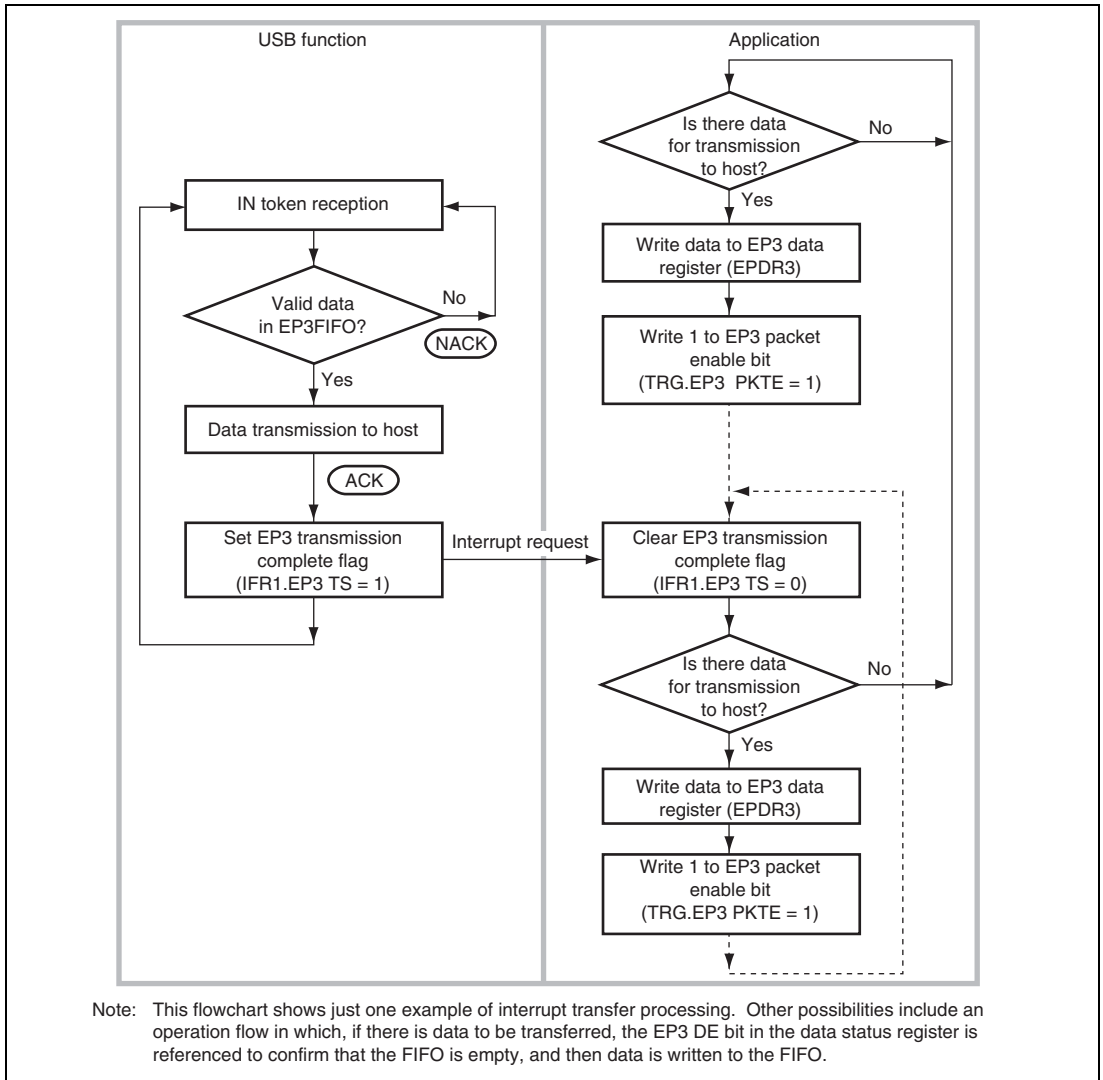 USB function
Application
IN token reception
Valid data
in EP3FIFO?
No
NACK
Yes
Data transmission to host
ACK
Set EP3 transmission
complete flag
(IFR1.EP3 TS = 1)
Interrupt request
Is there data
for transmission
to host?
No
Yes
Write data to EP3 data
register (EPDR3)
Write 1 to EP3 packet
enable bit
(TRG.EP3  PKTE = 1)
Clear EP3 transmission
complete flag
(IFR1.EP3 TS = 0)
Is there data
for transmission
to host?
No
Yes
Write data to EP3 data
register (EPDR3)
Write 1 to EP3 packet
enable bit
(TRG.EP3 PKTE = 1)
Note: This flowchart shows just one example of interrupt transfer processing. Other possibilities include an
operation flow in which, if there is data to be transferred, the EP3 DE bit in the data status register is
referenced to confirm that the FIFO is empty, and then data is written to the FIFO.